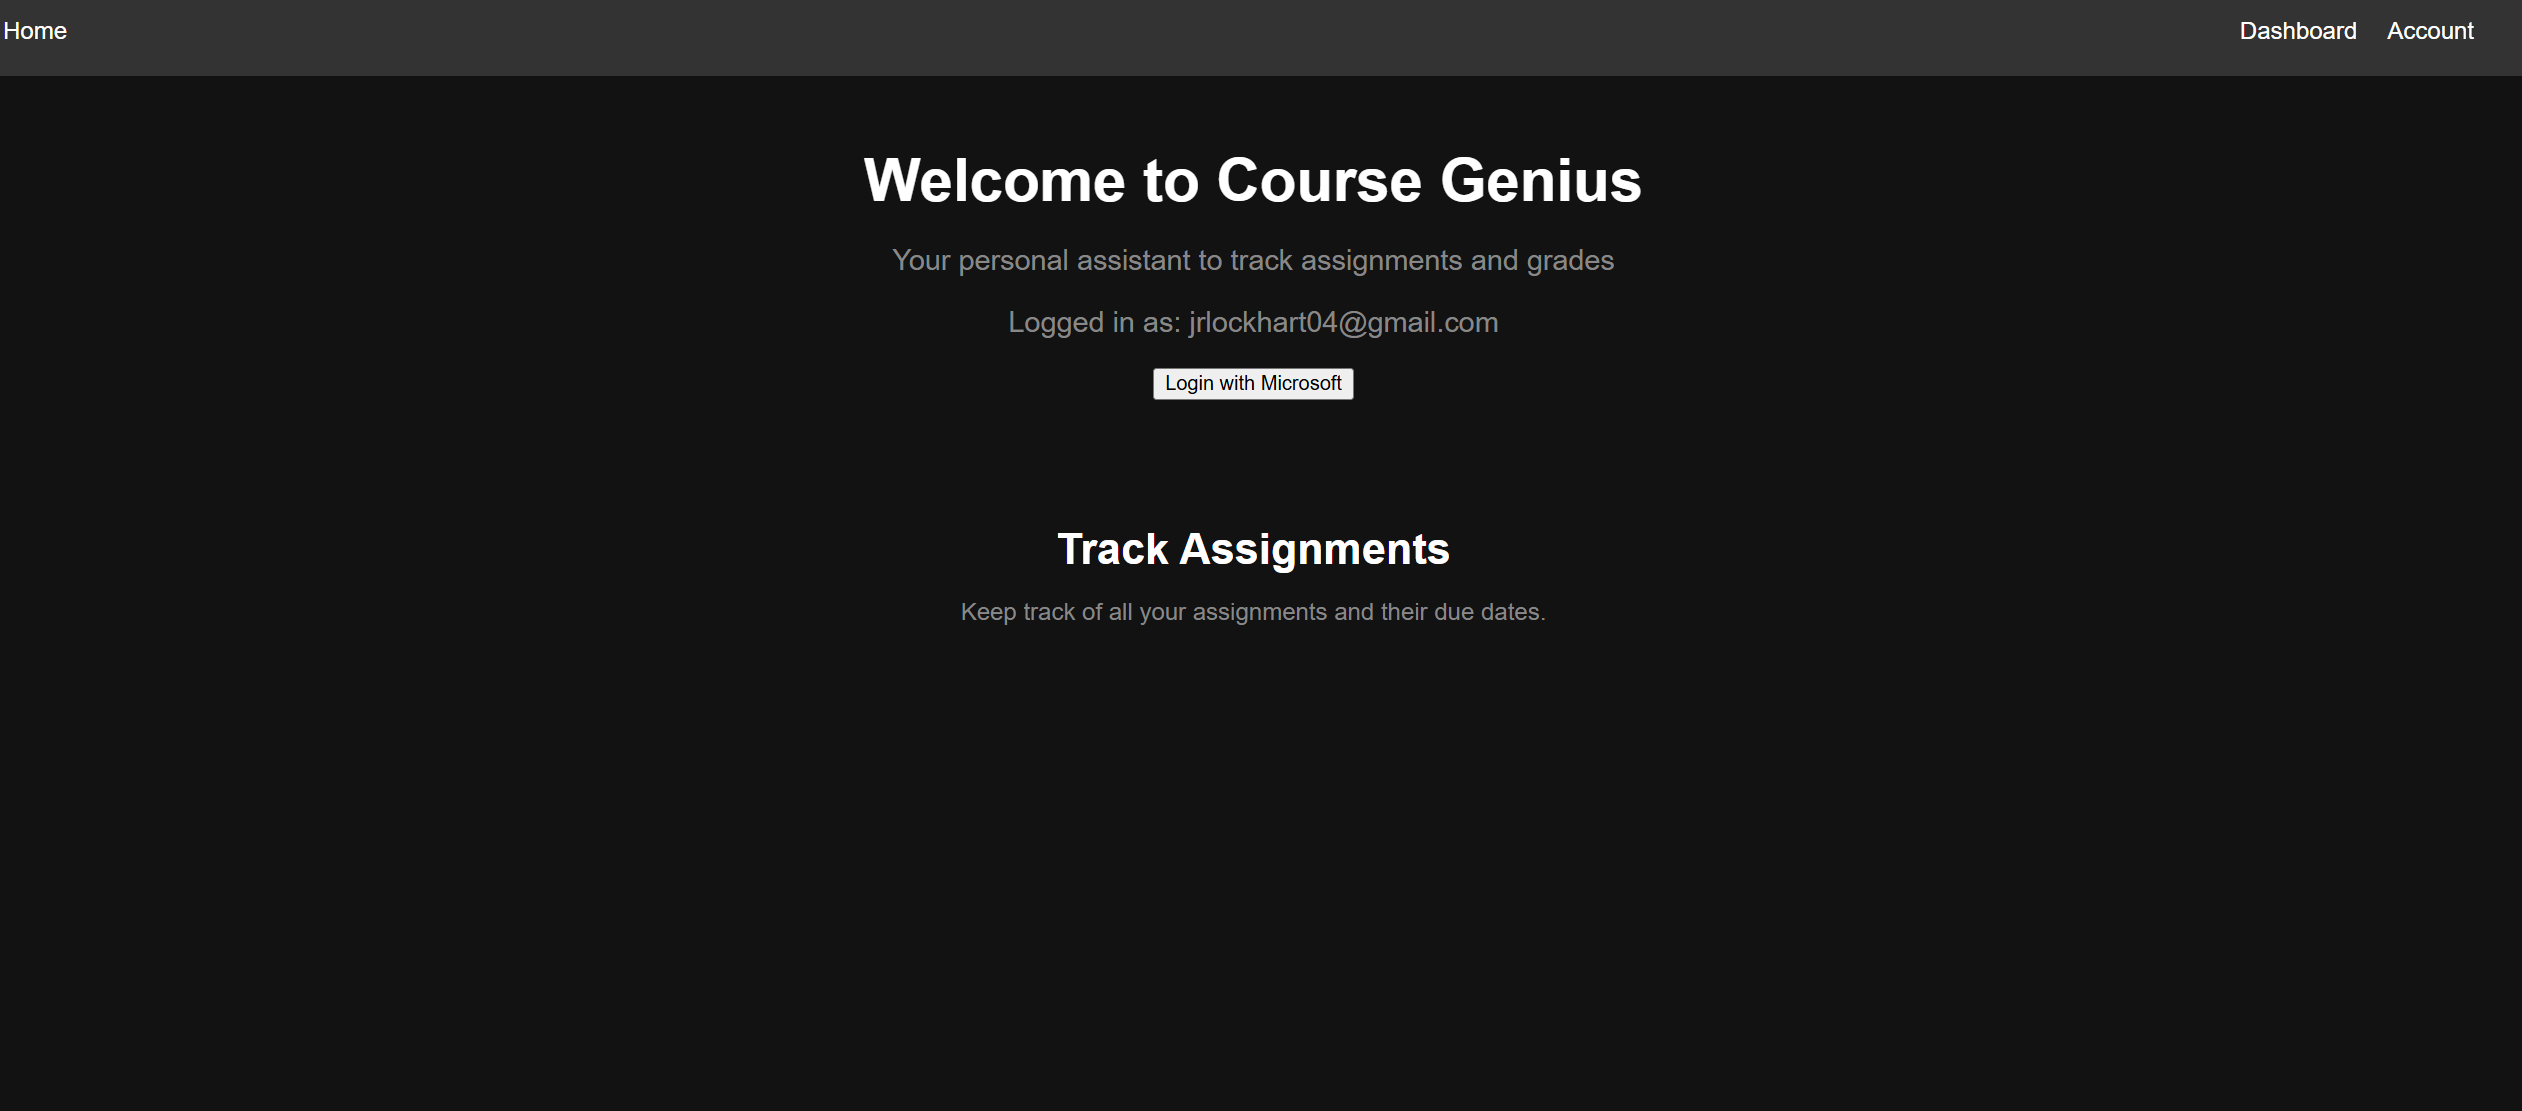 Home Dashboard Account
Welcome to Course Genius
Your personal assistant to track assignments and grades
Logged in as: jrlockhart04@gmail.com
Login with Microsoft
Track Assignments
Keep track of all your assignments and their due dates.